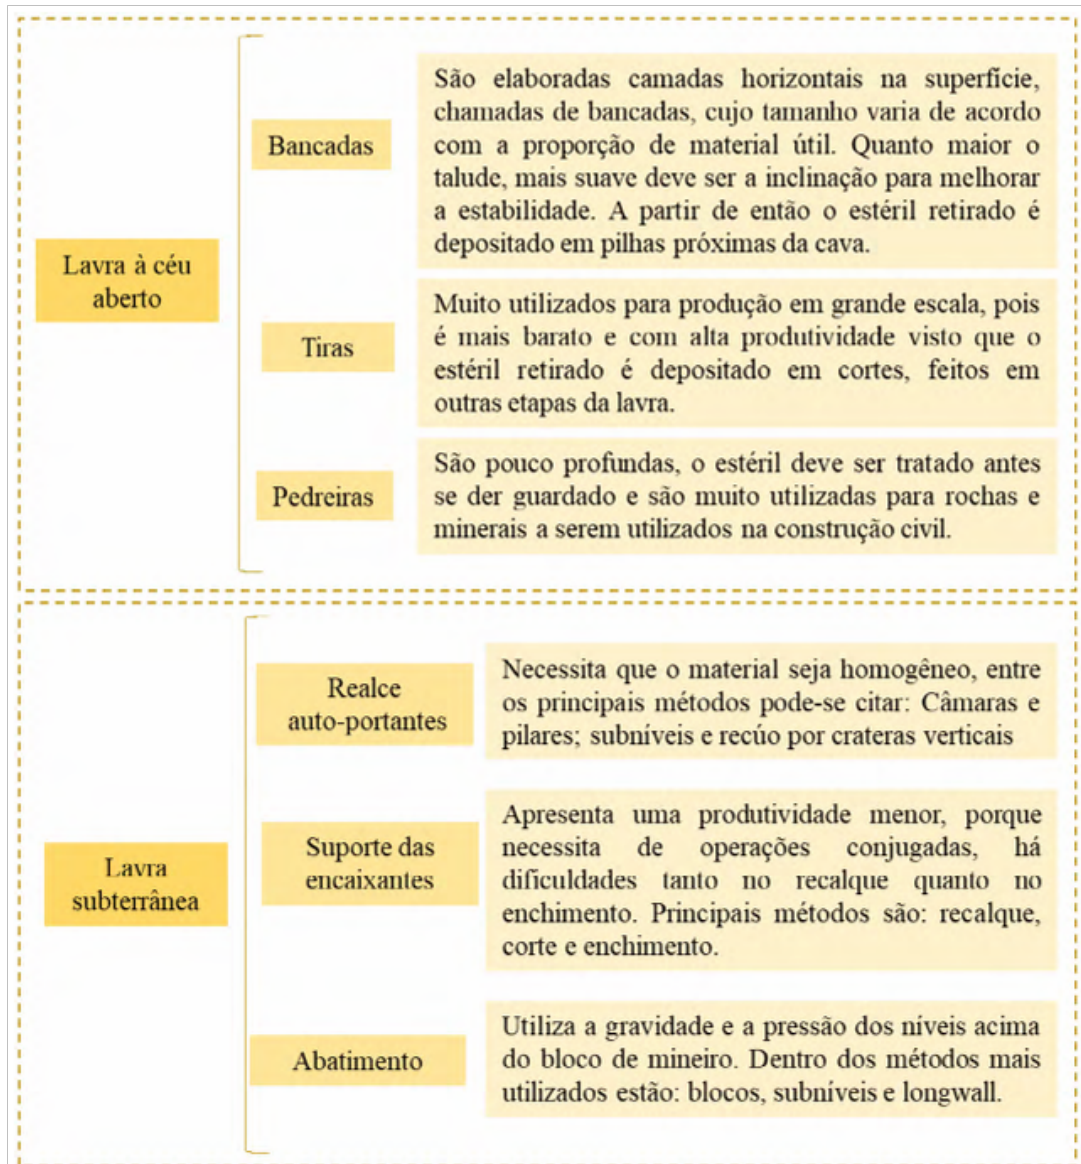 Lavra à céu
aberto
Bancadas
São elaboradas camadas horizontais na superfície,
chamadas de bancadas, cujo tamanho varia de acordo
com a proporção de material útil. Quanto maior o
talude, mais suave deve ser a inclinação para melhorar
a estabilidade. A partir de então o estéril retirado é
depositado em pilhas próximas da cava.
Tiras
Muito utilizados para produção em grande escala, pois
é mais barato e com alta produtividade visto que o
estéril retirado é depositado em cortes, feitos em
outras etapas da lavra.
Pedreiras
São pouco profundas, o estéril deve ser tratado antes
se der guardado e são muito utilizadas para rochas e
minerais a serem utilizados na construção civil.
Lavra
subterrânea
Realce
auto-portantes
Necessita que o material seja homogêneo, entre
os principais métodos pode-se citar: Câmaras e
pilares; subníveis e recúo por crateras verticais
Suporte das
encaixantes
Apresenta uma produtividade menor, porque
necessita de operações conjugadas, há
dificuldades tanto no recalque quanto no
enchimento. Principais métodos são: recalque,
corte e enchimento.
Abatimento
Utiliza a gravidade e a pressão dos níveis acima
do bloco de mineiro. Dentro dos métodos mais
utilizados estão: blocos, subníveis e longwall.